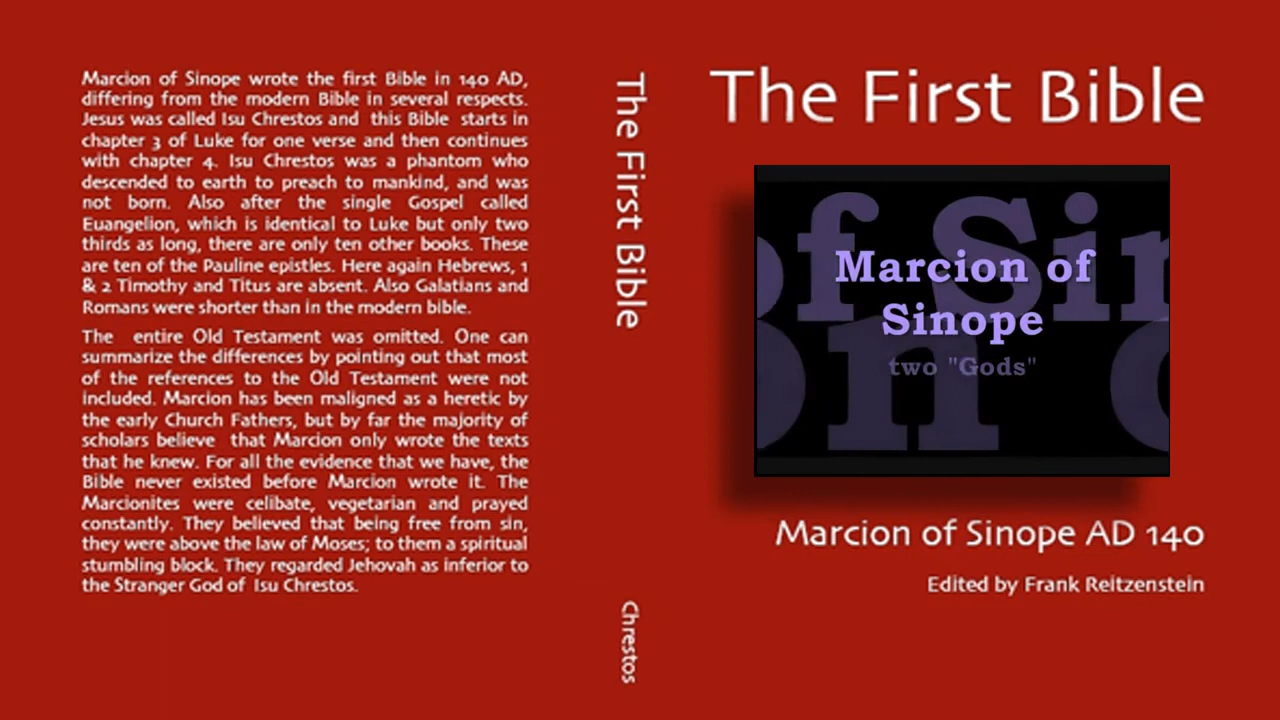 Marcion of Sinope wrote the first Bible in 140 AD,
differing from the modern Bible in several respects.
Jesus was called Isu Chrestos and this Bible starts in
chapter 3 of Luke for one verse and then continues
with chapter 4. Isu Chrestos was a phantom who
descended to earth to preach to mankind, and was
not born. Also after the single Gospel called
Euangelion, which is identical to Luke but only two
thirds as long, there are only ten other books. These
are ten of the Pauline epistles. Here again Hebrews, 1
& 2 Timothy and Titus are absent. Also Galatians and
Romans were shorter than in the modern bible.
The entire Old Testament was omitted. One can
summarize the differences by pointing out that most
of the references to the Old Testament were not
included. Marcion has been maligned as a heretic by
the early Church Fathers, but by far the majority of
scholars believe that Marcion only wrote the texts
that he knew. For all the evidence that we have, the
Bible never existed before Marcion wrote it. The
Marcionites were celibate, vegetarian and prayed
constantly. They believed that being free from sin,
they were above the law of Moses; to them a spiritual
stumbling block. They regarded Jehovah as inferior to
the Stranger God of Isu Chrestos.
The First Bible
Chrestos
The First Bible
of Sin
on o
Marcion of
Sinope
two "Gods"
Marcion of Sinope AD 140
Edited by Frank Reitzenstein